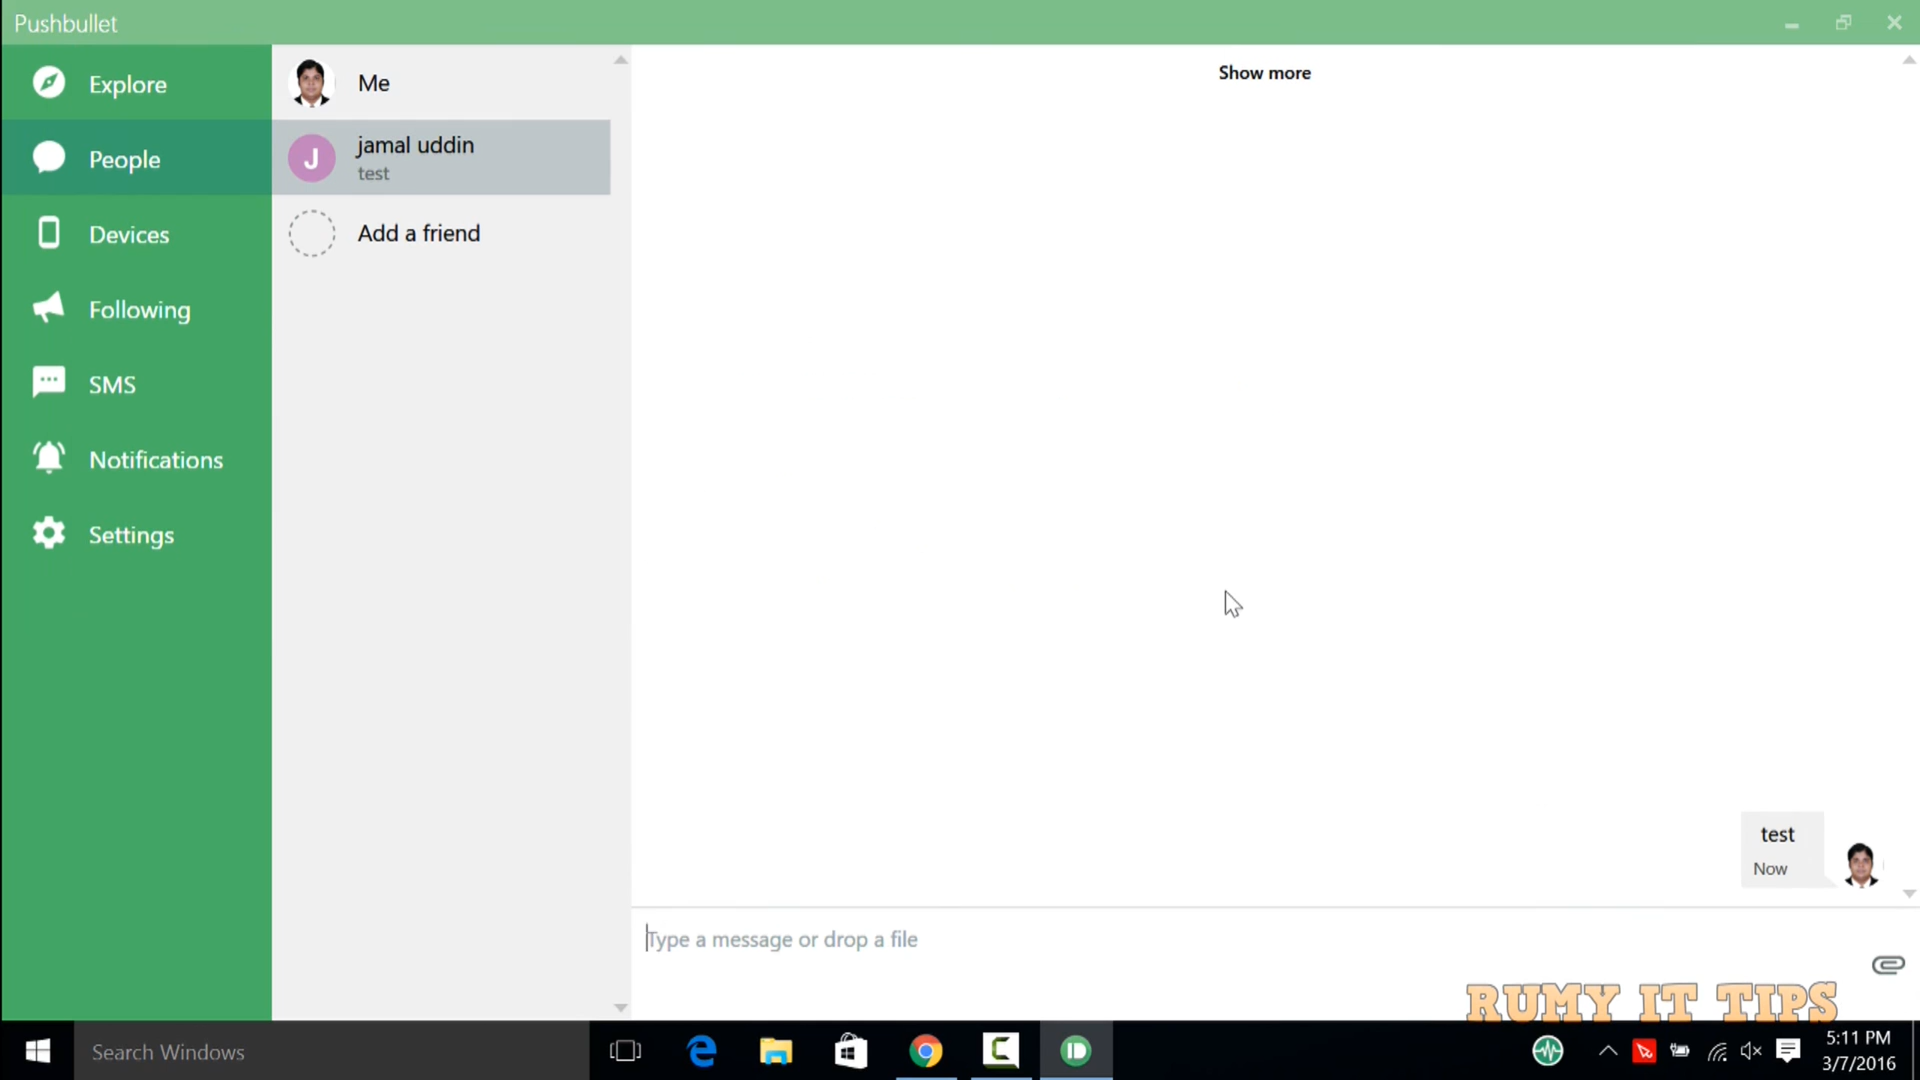 Pushbullet
Explore
People
Devices
Following
SMS
Notifications
Settings
Me
J
jamal uddin
test
Add a friend
Show more
test
Now
Type a message or drop a file
RUMY IT TIPS
Search Windows
5:11 PM
3/7/2016